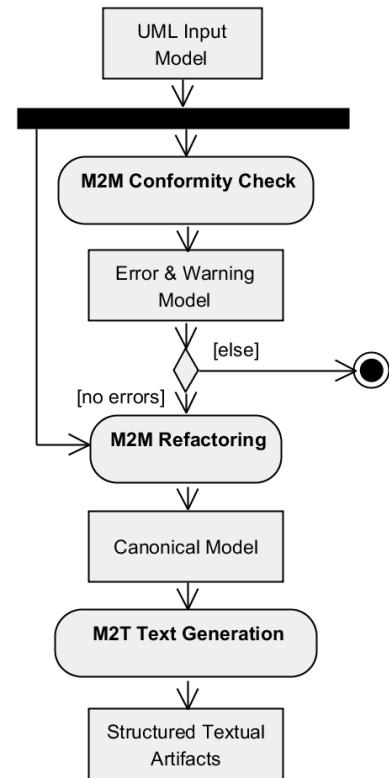 UML Input
Model
M2M Conformity Check
Error & Warning
Model
[else]
[no errors]
M2M Refactoring
Canonical Model
M2T Text Generation
Structured Textual
Artifacts